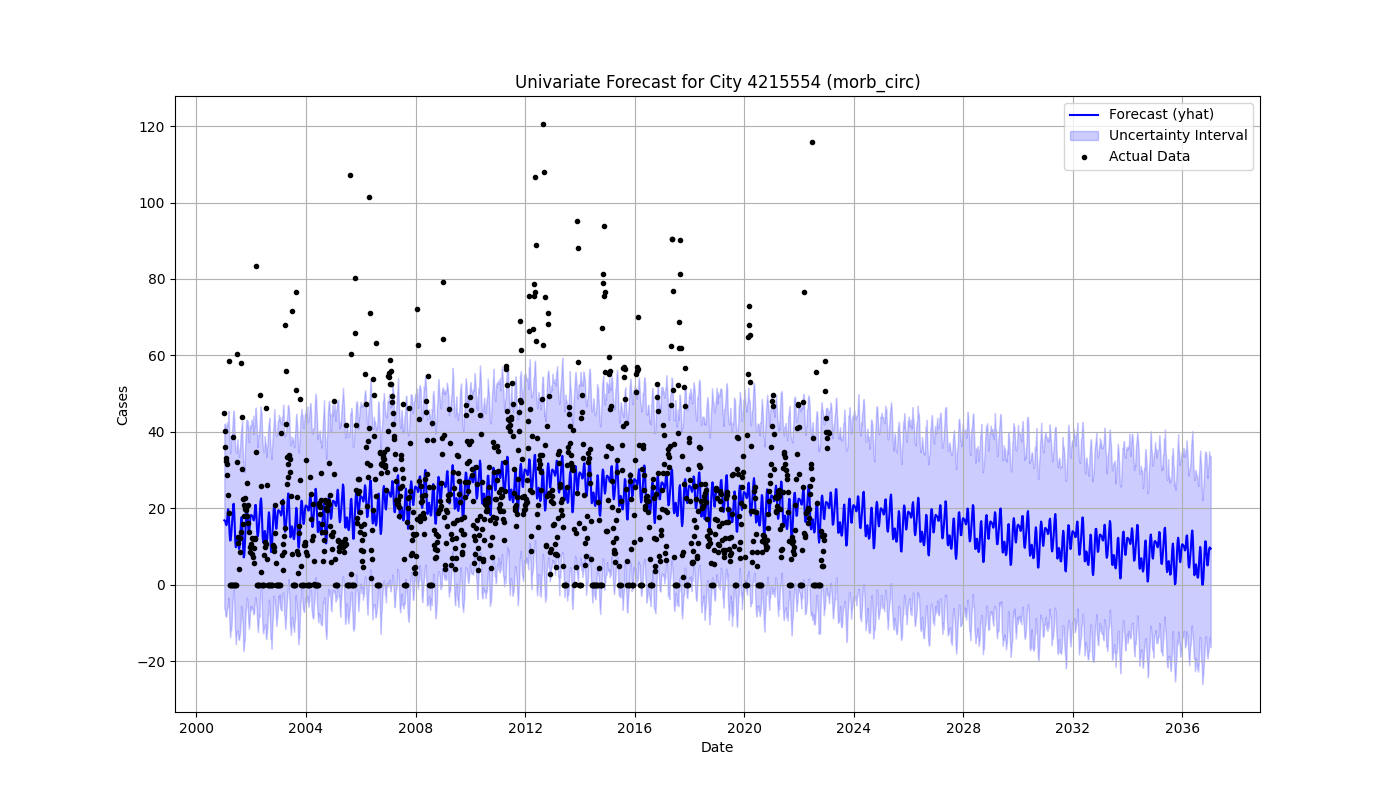 Univariate Forecast for City 4215554 (morb_circ)
Forecast (yhat)
Uncertainty Interval
Actual Data
Cases
120
100
80
60
40
20
0
−20
2000 2004 2008 2012 2016 2020 2024 2028 2032 2036
Date